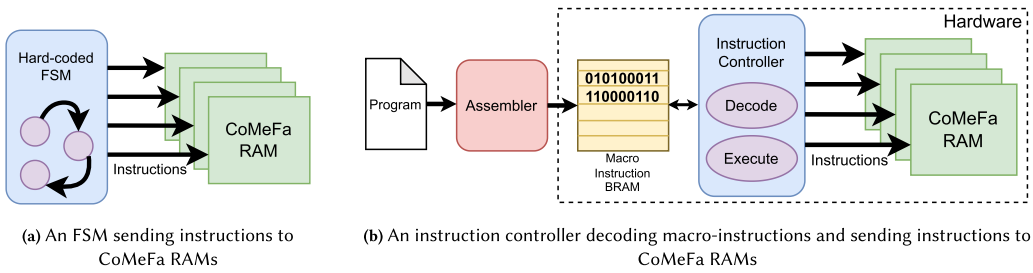 Hard-coded
FSM
Instructions
CoMeFa
RAM
(a) An FSM sending instructions to
CoMeFa RAMs
Hardware
Program
Assembler
010100011
110000110
Macro
Instruction
BRAM
Instruction
Controller
Decode
Execute
Instructions
CoMeFa
RAM
(b) An instruction controller decoding macro-instructions and sending instructions to
CoMeFa RAMs